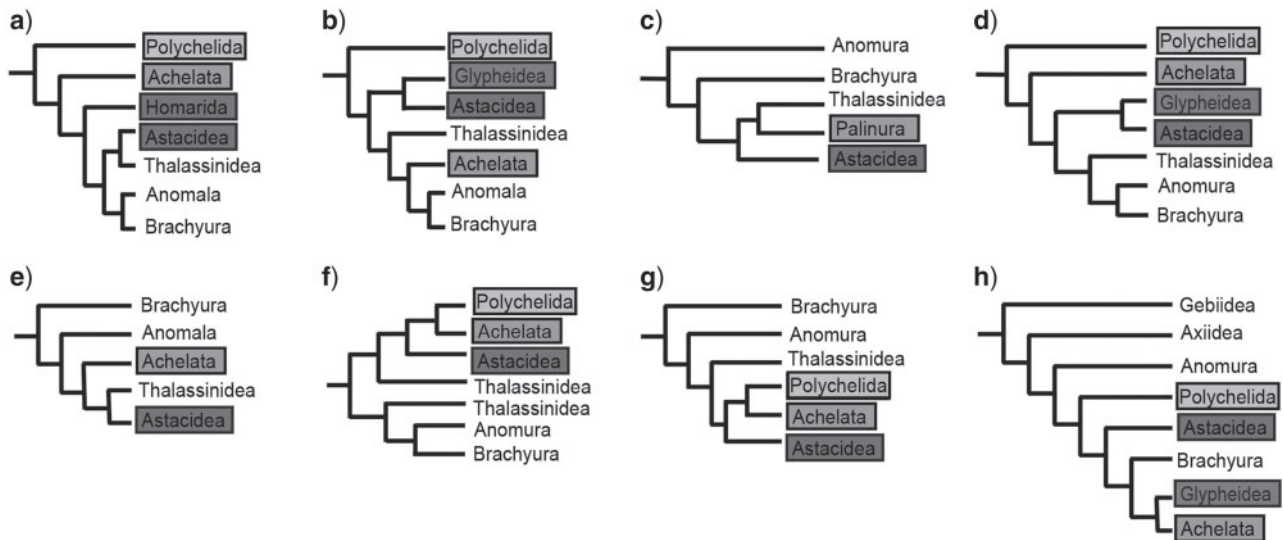 a)
Polychelida
Achelata
Homarida
Astacidea
Thalassinidea
Anomala
Brachyura
b)
Polychelida
Glypheidea
Astacidea
Thalassinidea
Achelata
Anomala
Brachyura
c)
Anomura
Brachyura
Thalassinidea
Palinura
Astacidea
d)
Polychelida
Achelata
Glypheidea
Astacidea
Thalassinidea
Anomura
Brachyura
e)
Brachyura
Anomala
Achelata
Thalassinidea
Astacidea
f)
Polychelida
Achelata
Astacidea
Thalassinidea
Thalassinidea
Anomura
Brachyura
g)
Brachyura
Anomura
Thalassinidea
Polychelida
Achelata
Astacidea
h)
Gebiidea
Axiidea
Anomura
Polychelida
Astacidea
Brachyura
Glypheidea
Achelata